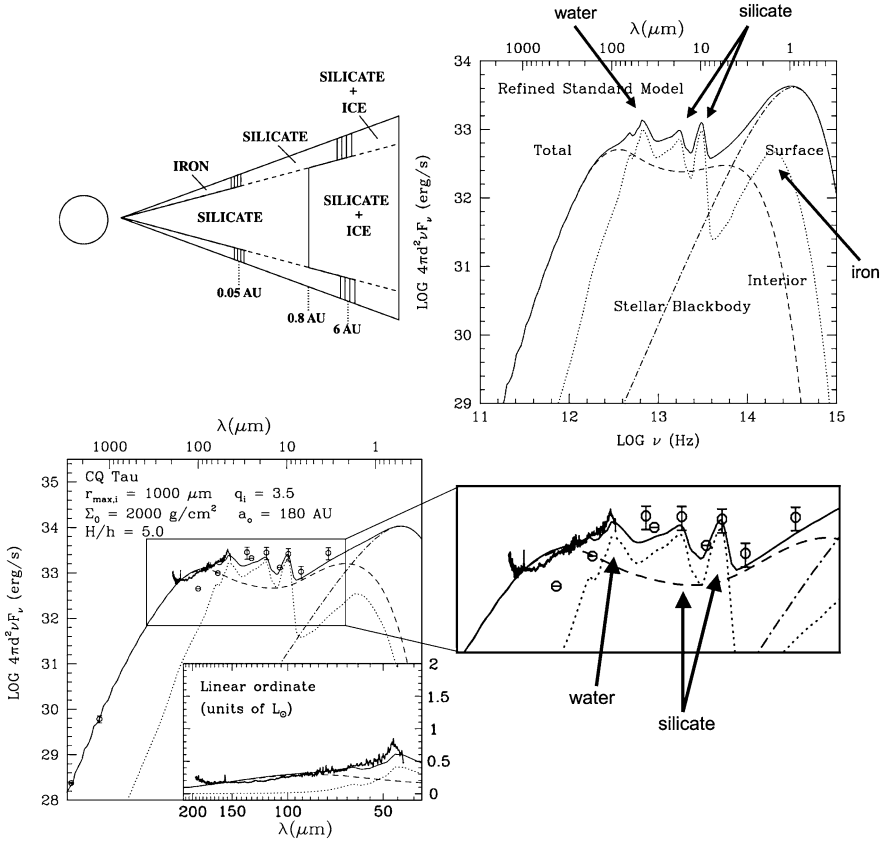 SILICATE
+
ICE
SILICATE
IRON
SILICATE
SILICATE
+
ICE
0.05 AU
0.8 AU
6 AU
water
silicate
λ(μm)
1000 100 10 1
Refined Standard Model
Total
Surface
Interior
Stellar Blackbody
iron
LOG 4πd²νFν (erg/s)
34
33
32
31
30
29
11 12 13 14 15
LOG ν (Hz)
λ(μm)
1000 100 10 1
CQ Tau
rmax,i = 1000 μm qi = 3.5
Σ0 = 2000 g/cm² ao = 180 AU
H/h = 5.0
LOG 4πd²νFν (erg/s)
35
34
33
32
31
30
29
28
Linear ordinate
(units of L⊙)
2
1.5
1
0.5
0
200 150 100 50
λ(μm)
water
silicate